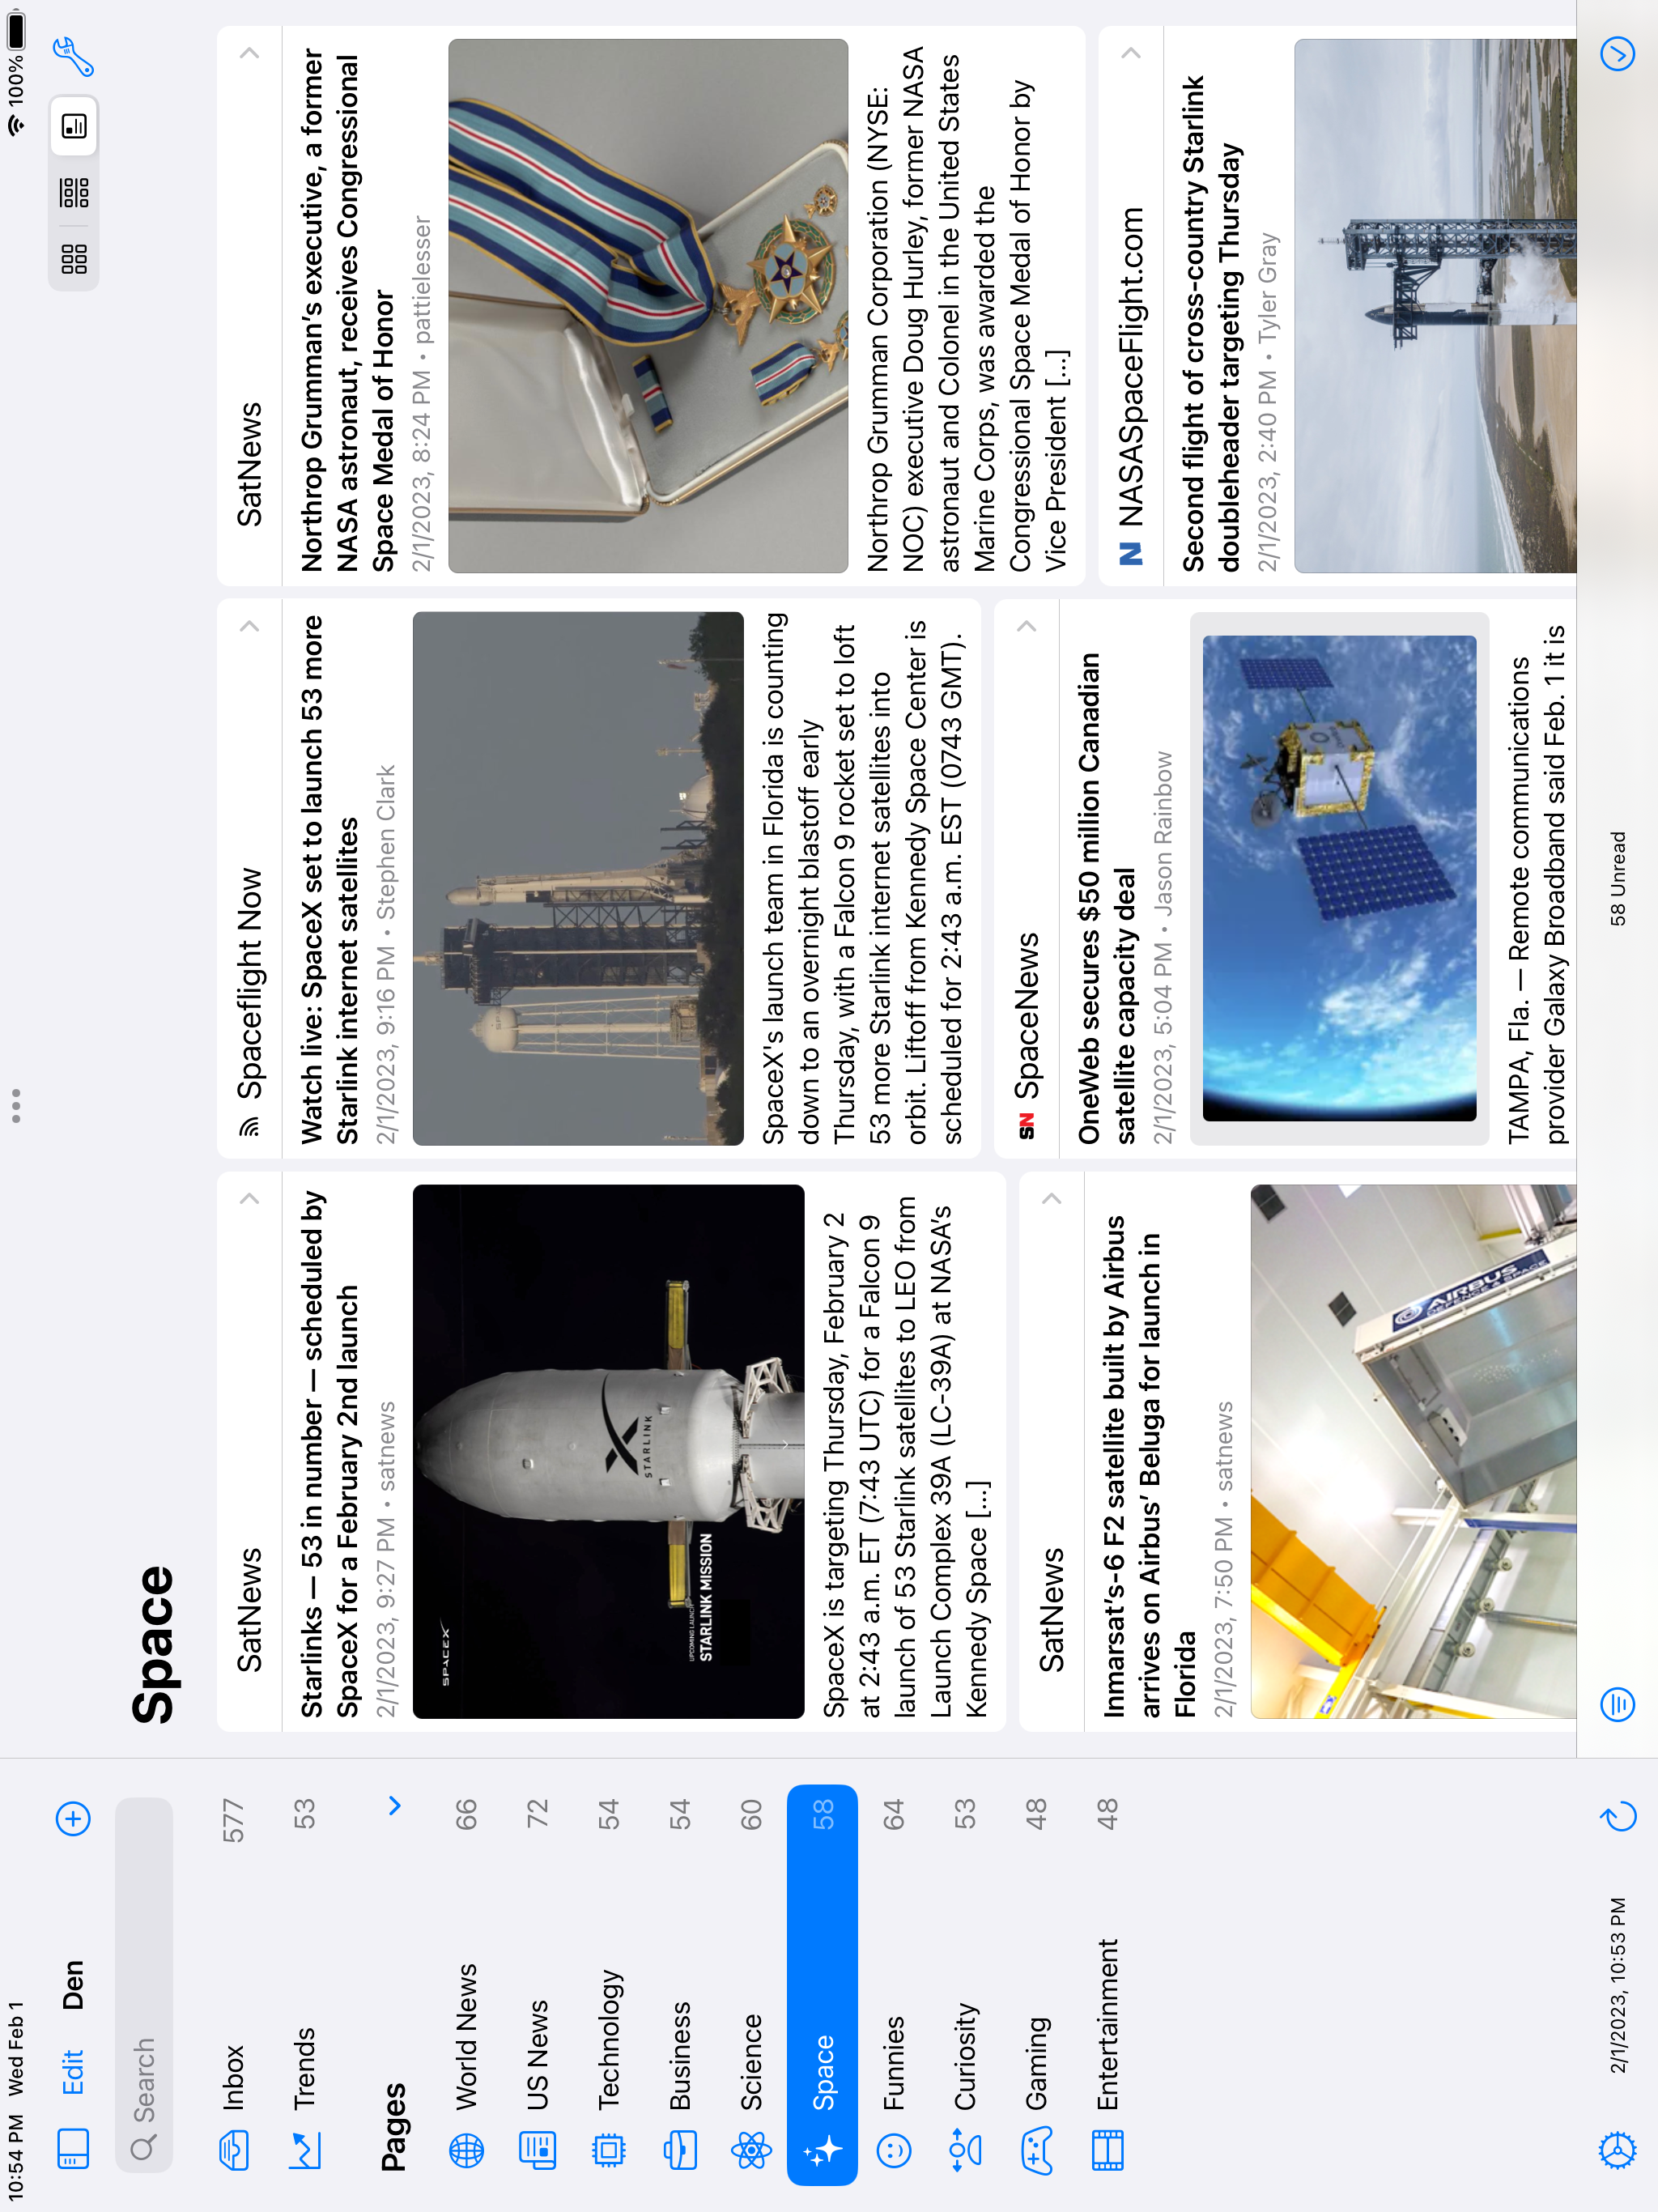 10:54 PM Wed Feb 1
100%
Edit
Den
Search
Inbox 577
Trends 53
Pages
World News 66
US News 72
Technology 54
Business 54
Science 60
Space 58
Funnies 64
Curiosity 53
Gaming 48
Entertainment 48
2/1/2023, 10:53 PM
Space
SatNews
Starlinks — 53 in number — scheduled by
SpaceX for a February 2nd launch
2/1/2023, 9:27 PM • satnews
SPACEX
STARLINK
UPCOMING LAUNCH
STARLINK MISSION
SpaceX is targeting Thursday, February 2
at 2:43 a.m. ET (7:43 UTC) for a Falcon 9
launch of 53 Starlink satellites to LEO from
Launch Complex 39A (LC-39A) at NASA's
Kennedy Space [...]
SatNews
Inmarsat's-6 F2 satellite built by Airbus
arrives on Airbus' Beluga for launch in
Florida
2/1/2023, 7:50 PM • satnews
AIRBUS
DEFENCE & SPACE
Spaceflight Now
Watch live: SpaceX set to launch 53 more
Starlink internet satellites
2/1/2023, 9:16 PM • Stephen Clark
SpaceX's launch team in Florida is counting
down to an overnight blastoff early
Thursday, with a Falcon 9 rocket set to loft
53 more Starlink internet satellites into
orbit. Liftoff from Kennedy Space Center is
scheduled for 2:43 a.m. EST (0743 GMT).
SN SpaceNews
OneWeb secures $50 million Canadian
satellite capacity deal
2/1/2023, 5:04 PM • Jason Rainbow
TAMPA, Fla. — Remote communications
provider Galaxy Broadband said Feb. 1 it is
SatNews
Northrop Grumman's executive, a former
NASA astronaut, receives Congressional
Space Medal of Honor
2/1/2023, 8:24 PM • pattielesser
Northrop Grumman Corporation (NYSE:
NOC) executive Doug Hurley, former NASA
astronaut and Colonel in the United States
Marine Corps, was awarded the
Congressional Space Medal of Honor by
Vice President [...]
N NASASpaceFlight.com
Second flight of cross-country Starlink
doubleheader targeting Thursday
2/1/2023, 2:40 PM • Tyler Gray
58 Unread